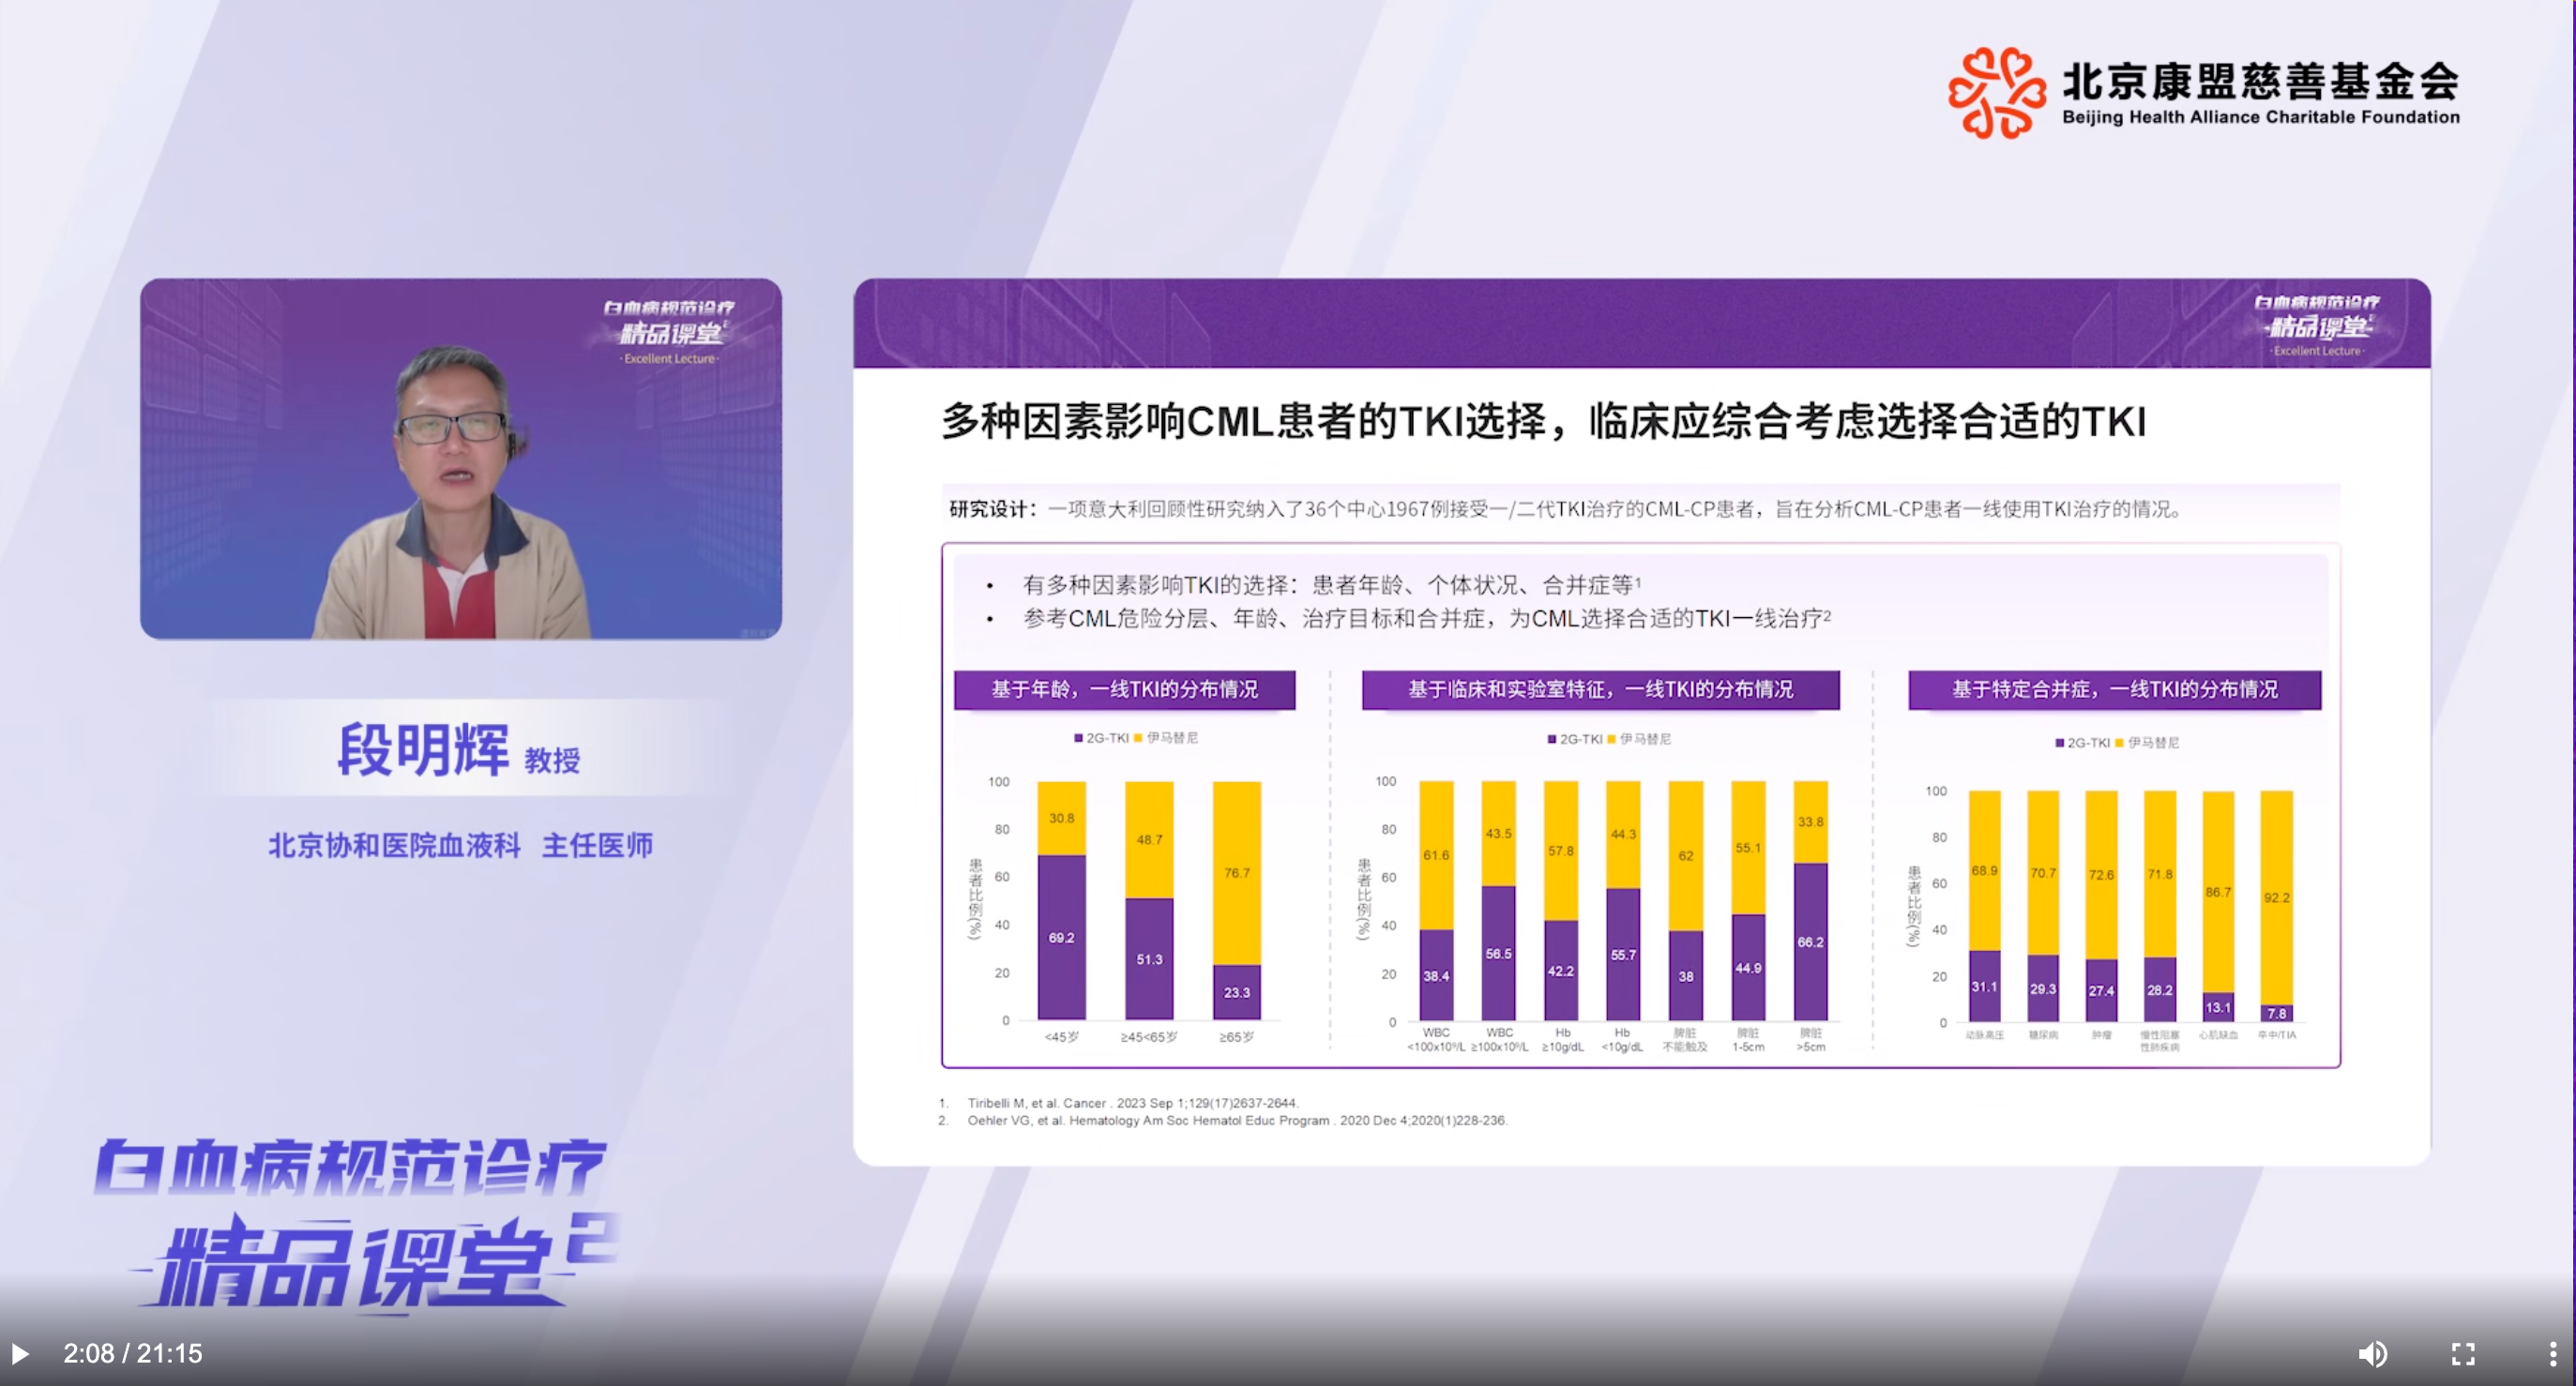 北京康盟慈善基金会
Beijing Health Alliance Charitable Foundation
白血病规范诊疗
精品课堂2
·Excellent Lecture·
段明辉 教授
北京协和医院血液科 主任医师
白血病规范诊疗
精品课堂2
白血病规范诊疗
精品课堂2
·Excellent Lecture·
多种因素影响CML患者的TKI选择，临床应综合考虑选择合适的TKI
研究设计：一项意大利回顾性研究纳入了36个中心1967例接受一/二代TKI治疗的CML-CP患者，旨在分析CML-CP患者一线使用TKI治疗的情况。
• 有多种因素影响TKI的选择：患者年龄、个体状况、合并症等1
• 参考CML危险分层、年龄、治疗目标和合并症，为CML选择合适的TKI一线治疗2
基于年龄，一线TKI的分布情况
2G-TKI 伊马替尼
患者比例(%)
100
80
60
40
20
0
30.8 48.7 76.7
69.2 51.3 23.3
<45岁 ≥45<65岁 ≥65岁
基于临床和实验室特征，一线TKI的分布情况
2G-TKI 伊马替尼
患者比例(%)
100
80
60
40
20
0
61.6 43.5 57.8 44.3 62 55.1 33.8
38.4 56.5 42.2 55.7 38 44.9 66.2
WBC WBC Hb Hb 脾脏 脾脏 脾脏
<100x10⁹/L ≥100x10⁹/L ≥10g/dL <10g/dL 不能触及 1-5cm >5cm
基于特定合并症，一线TKI的分布情况
2G-TKI 伊马替尼
患者比例(%)
100
80
60
40
20
0
68.9 70.7 72.6 71.8 86.7 92.2
31.1 29.3 27.4 28.2 13.1 7.8
动脉高压 糖尿病 肿瘤 慢性阻塞 心肌缺血 卒中/TIA
性肺疾病
1. Tiribelli M, et al. Cancer . 2023 Sep 1;129(17)2637-2644.
2. Oehler VG, et al. Hematology Am Soc Hematol Educ Program . 2020 Dec 4;2020(1)228-236.
2:08 / 21:15